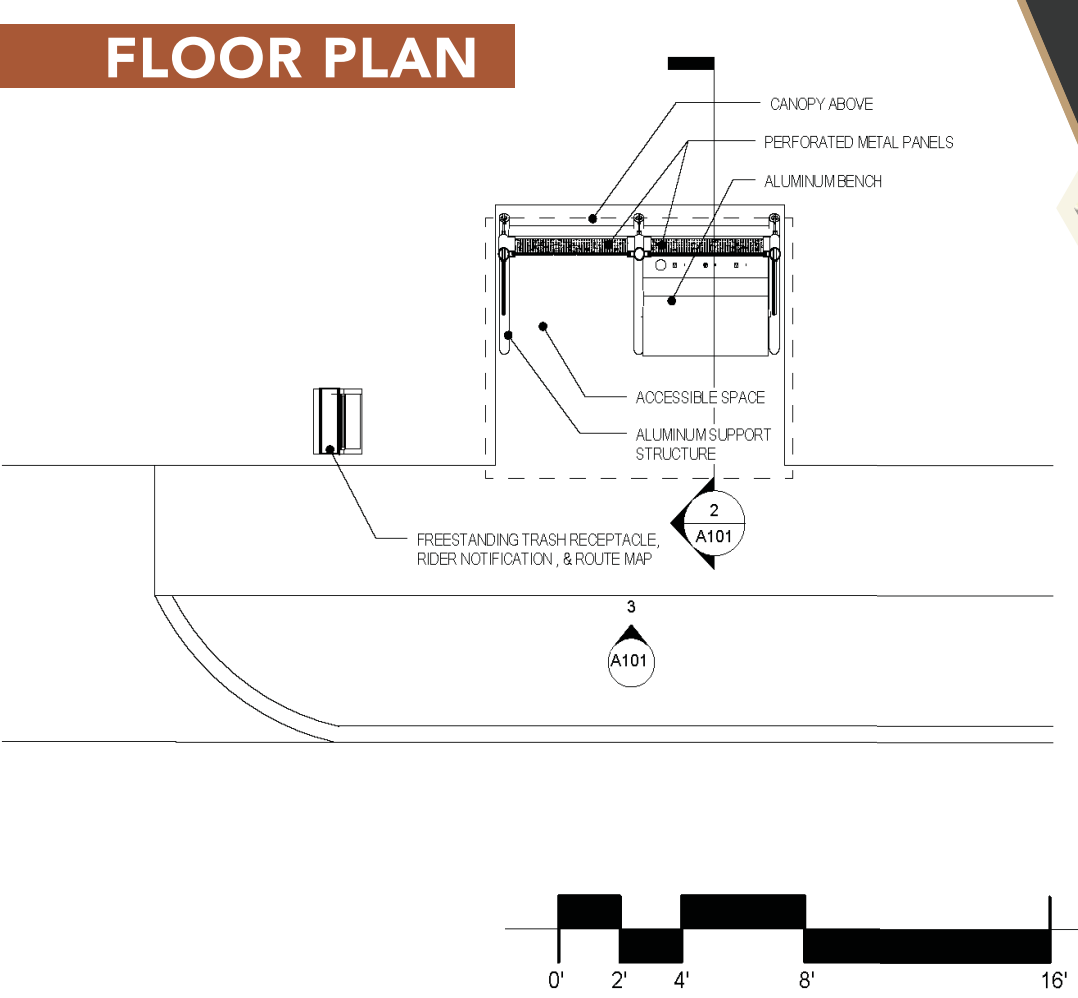 FLOOR PLAN
CANOPY ABOVE
PERFORATED METAL PANELS
ALUMINUM BENCH
ACCESSIBLE SPACE
ALUMINUM SUPPORT
STRUCTURE
2
A101
FREESTANDING TRASH RECEPTACLE,
RIDER NOTIFICATION , & ROUTE MAP
3
A101
0' 2' 4' 8' 16'